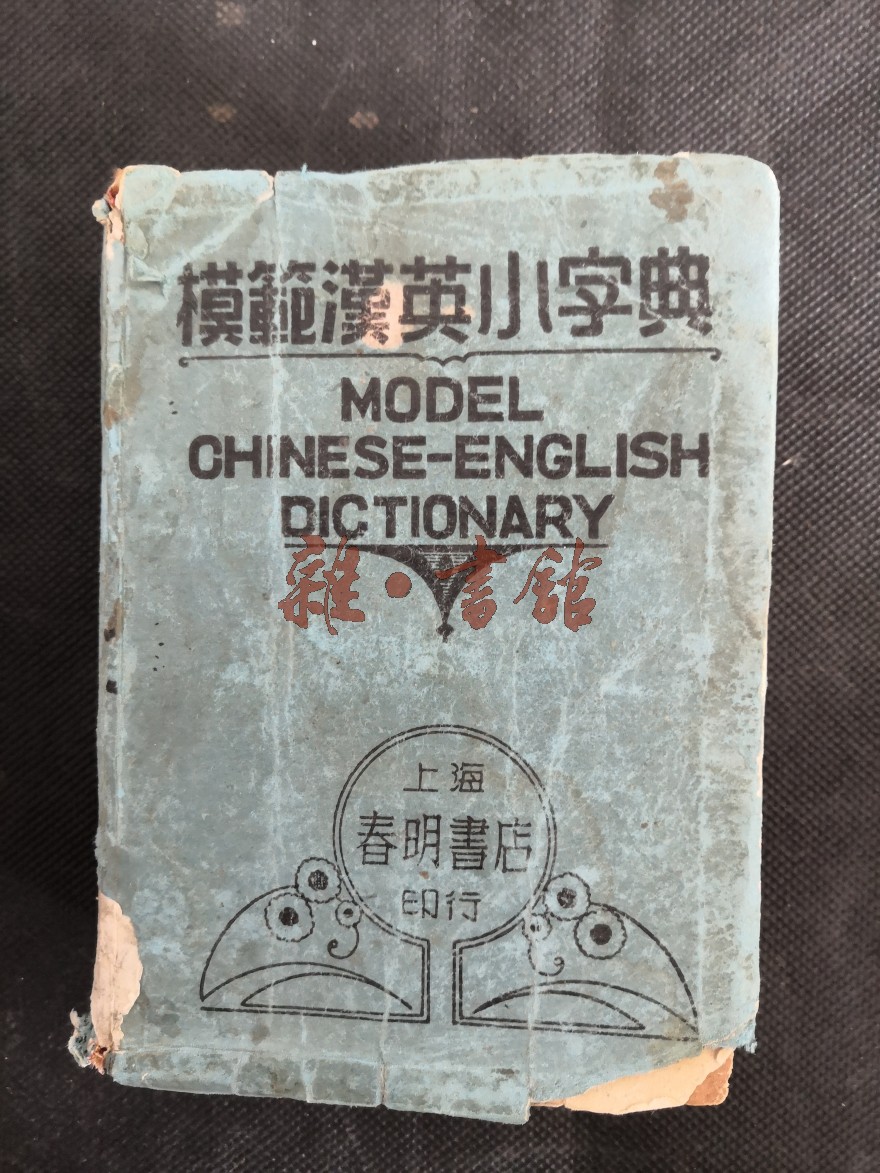 模範漢英小字典
MODEL
CHINESE-ENGLISH
DICTIONARY
雜·書館
上海
春明書店
印行